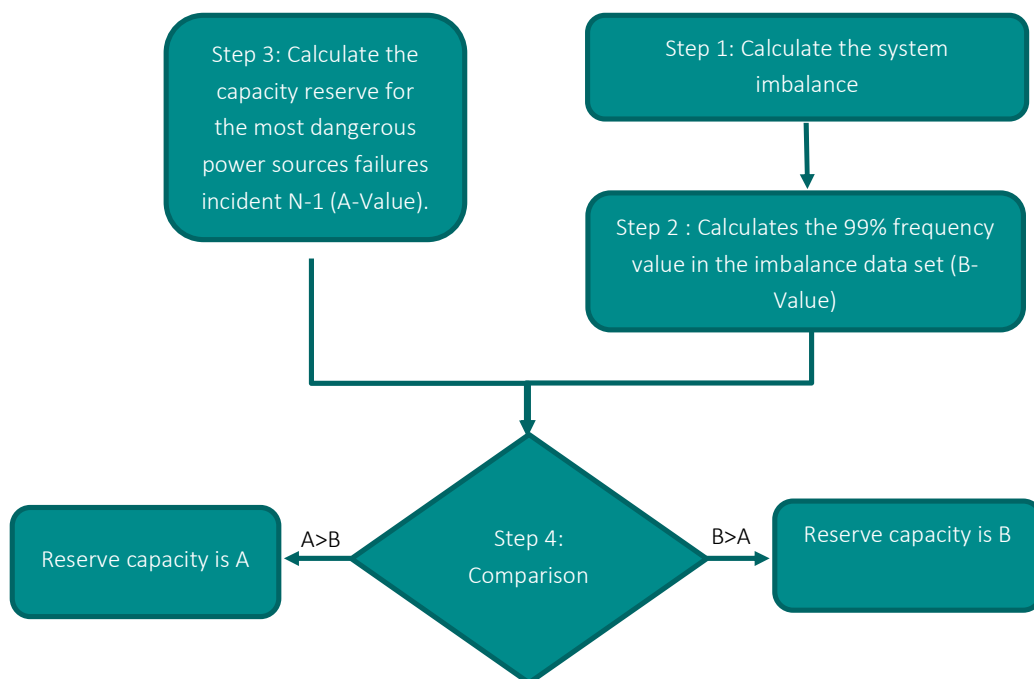 Step 3: Calculate the
capacity reserve for
the most dangerous
power sources failures
incident N-1 (A-Value).
Step 1: Calculate the system
imbalance
Step 2 : Calculates the 99% frequency
value in the imbalance data set (B-
Value)
A>B
B>A
Reserve capacity is A
Step 4:
Comparison
Reserve capacity is B